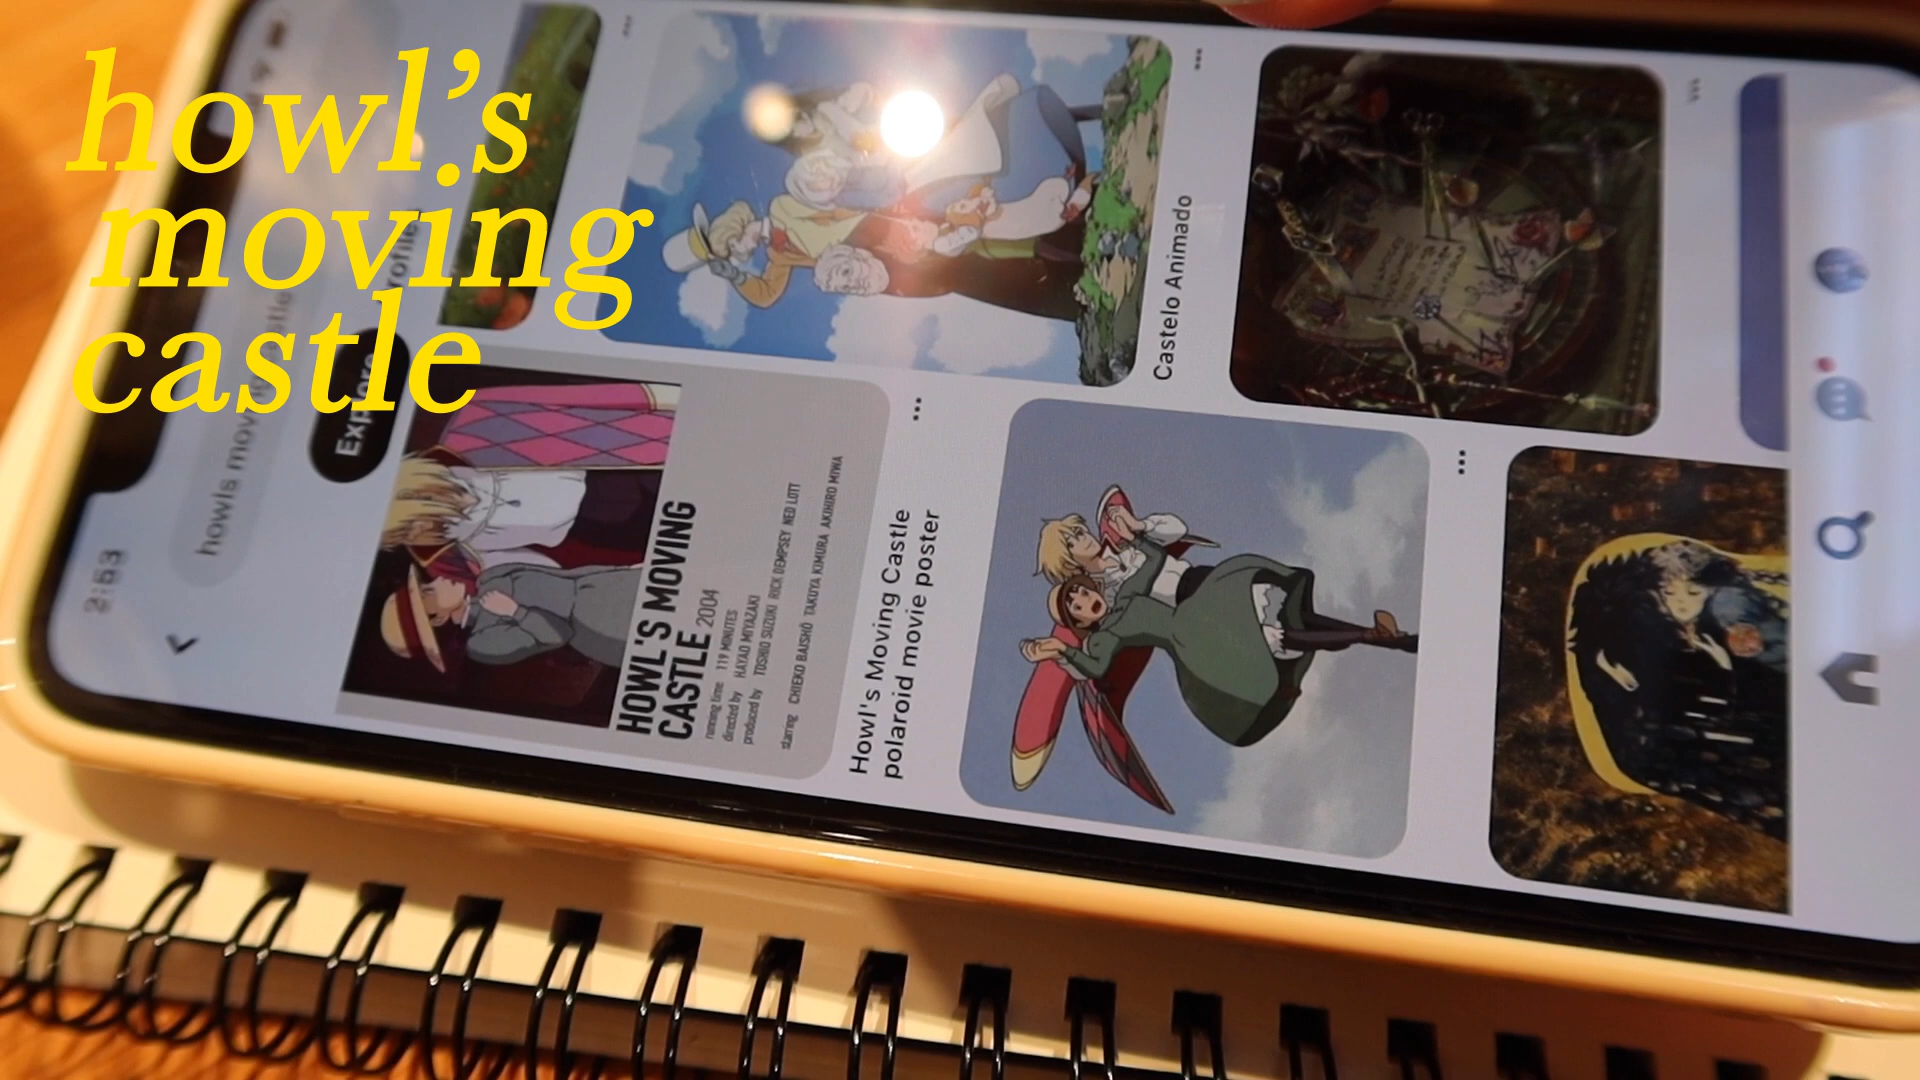 howl's
moving
castle
2:53
howls moving castle
Explore
Profiles
HOWL'S MOVING
CASTLE 2004
running time 119 MINUTES
directed by HAYAO MIYAZAKI
produced by TOSHIO SUZUKI RICK DEMPSEY NED LOTT
starring CHIEKO BAISHŌ TAKUYA KIMURA AKIHIRO MIWA
Howl's Moving Castle
polaroid movie poster
Castelo Animado